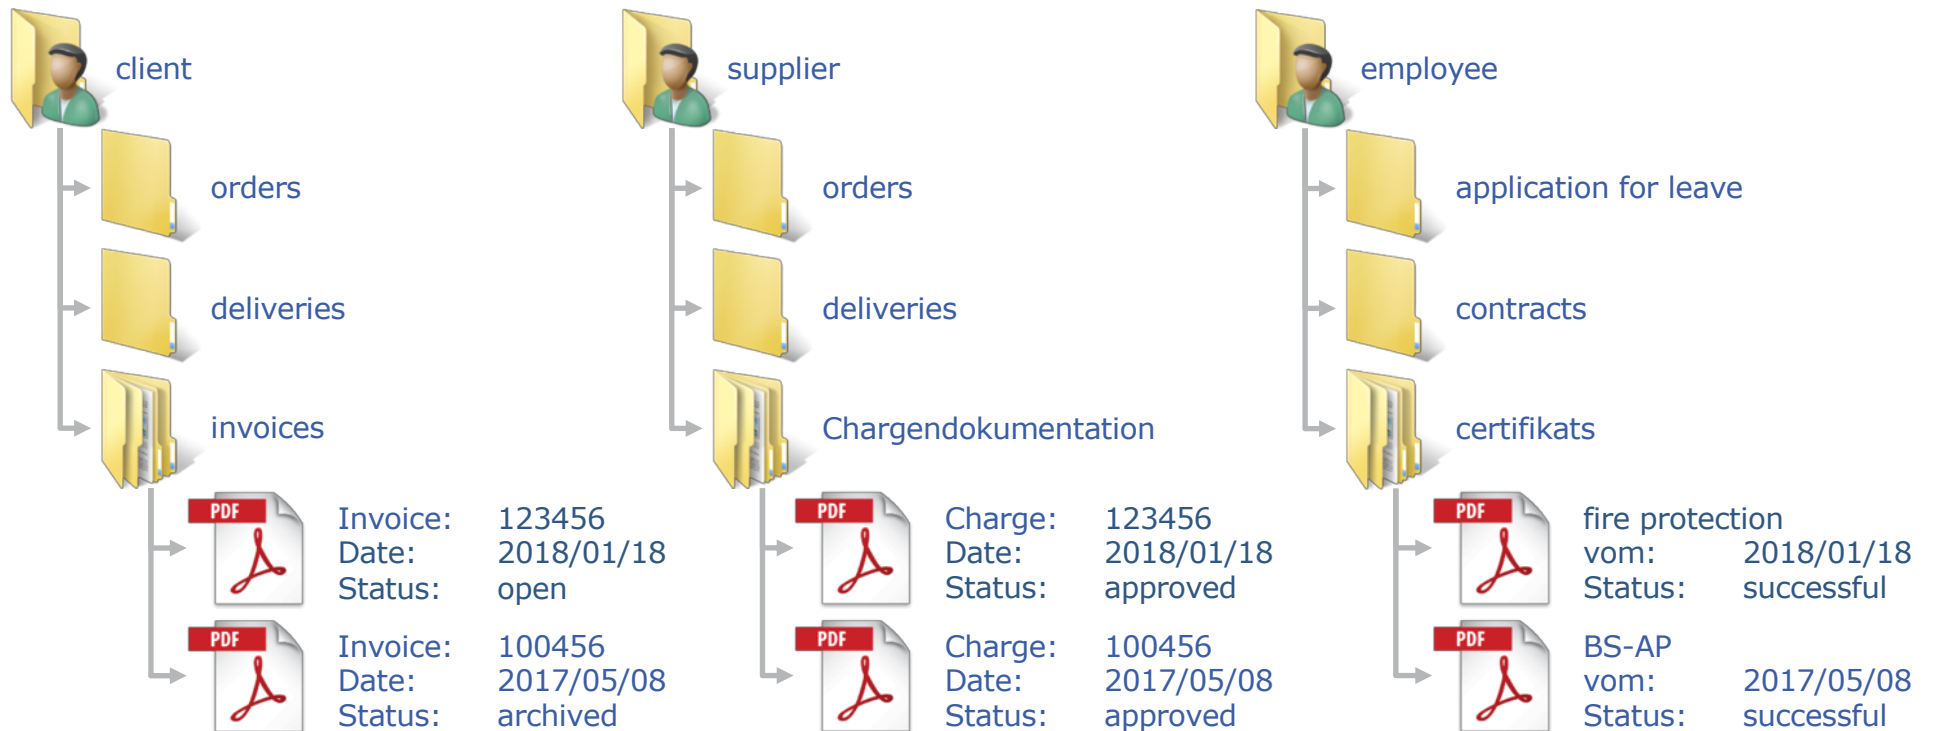 client
orders
deliveries
invoices
PDF
Invoice: 123456
Date: 2018/01/18
Status: open
PDF
Invoice: 100456
Date: 2017/05/08
Status: archived
supplier
orders
deliveries
Chargendokumentation
PDF
Charge: 123456
Date: 2018/01/18
Status: approved
PDF
Charge: 100456
Date: 2017/05/08
Status: approved
employee
application for leave
contracts
certifikats
PDF
fire protection
vom: 2018/01/18
Status: successful
PDF
BS-AP
vom: 2017/05/08
Status: successful